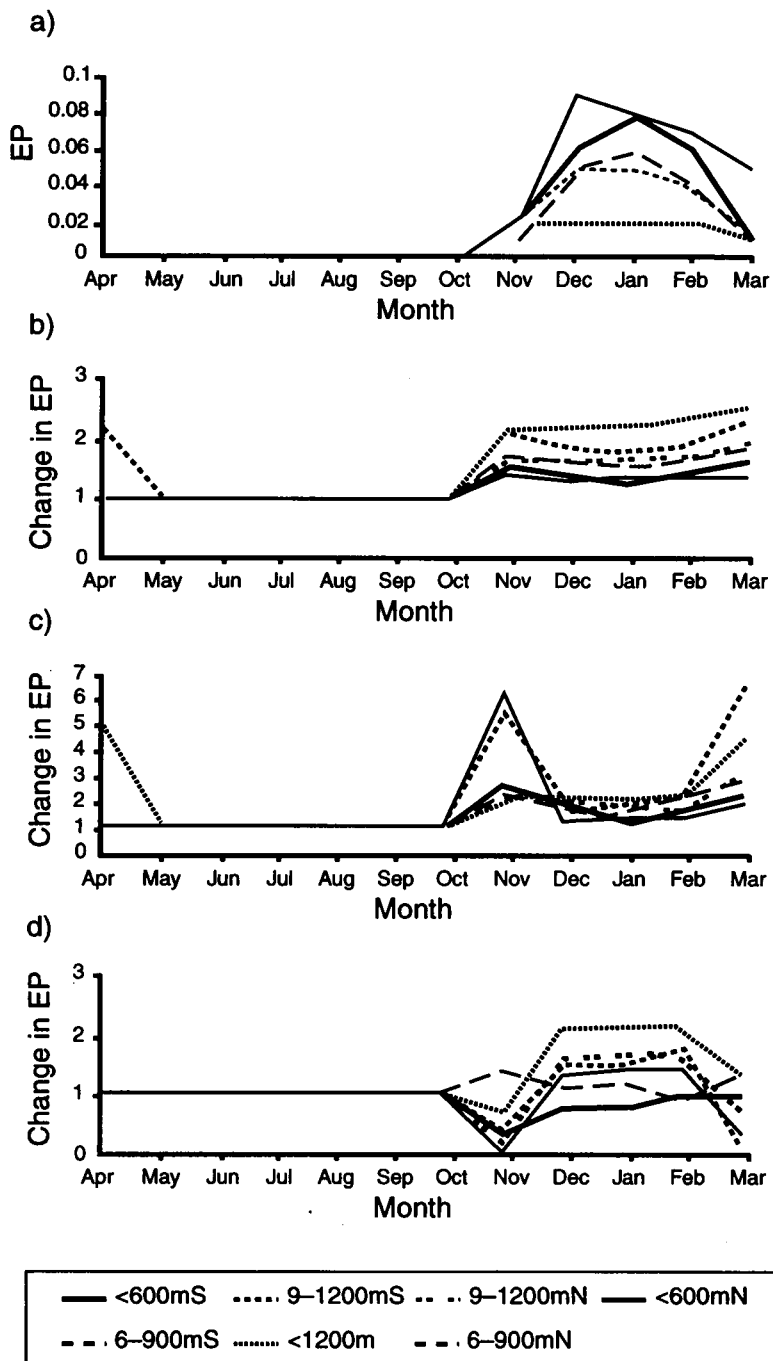 a)
0.1
0.08
0.06
0.04
0.02
0
EP
Apr May Jun Jul Aug Sep Oct Nov Dec Jan Feb Mar
Month
b)
3
2
1
0
Change in EP
Apr May Jun Jul Aug Sep Oct Nov Dec Jan Feb Mar
Month
c)
7
6
5
4
3
2
1
0
Change in EP
Apr May Jun Jul Aug Sep Oct Nov Dec Jan Feb Mar
Month
d)
3
2
1
0
Change in EP
Apr May Jun Jul Aug Sep Oct Nov Dec Jan Feb Mar
Month
<600mS 9–1200mS 9–1200mN <600mN
6–900mS <1200m 6–900mN